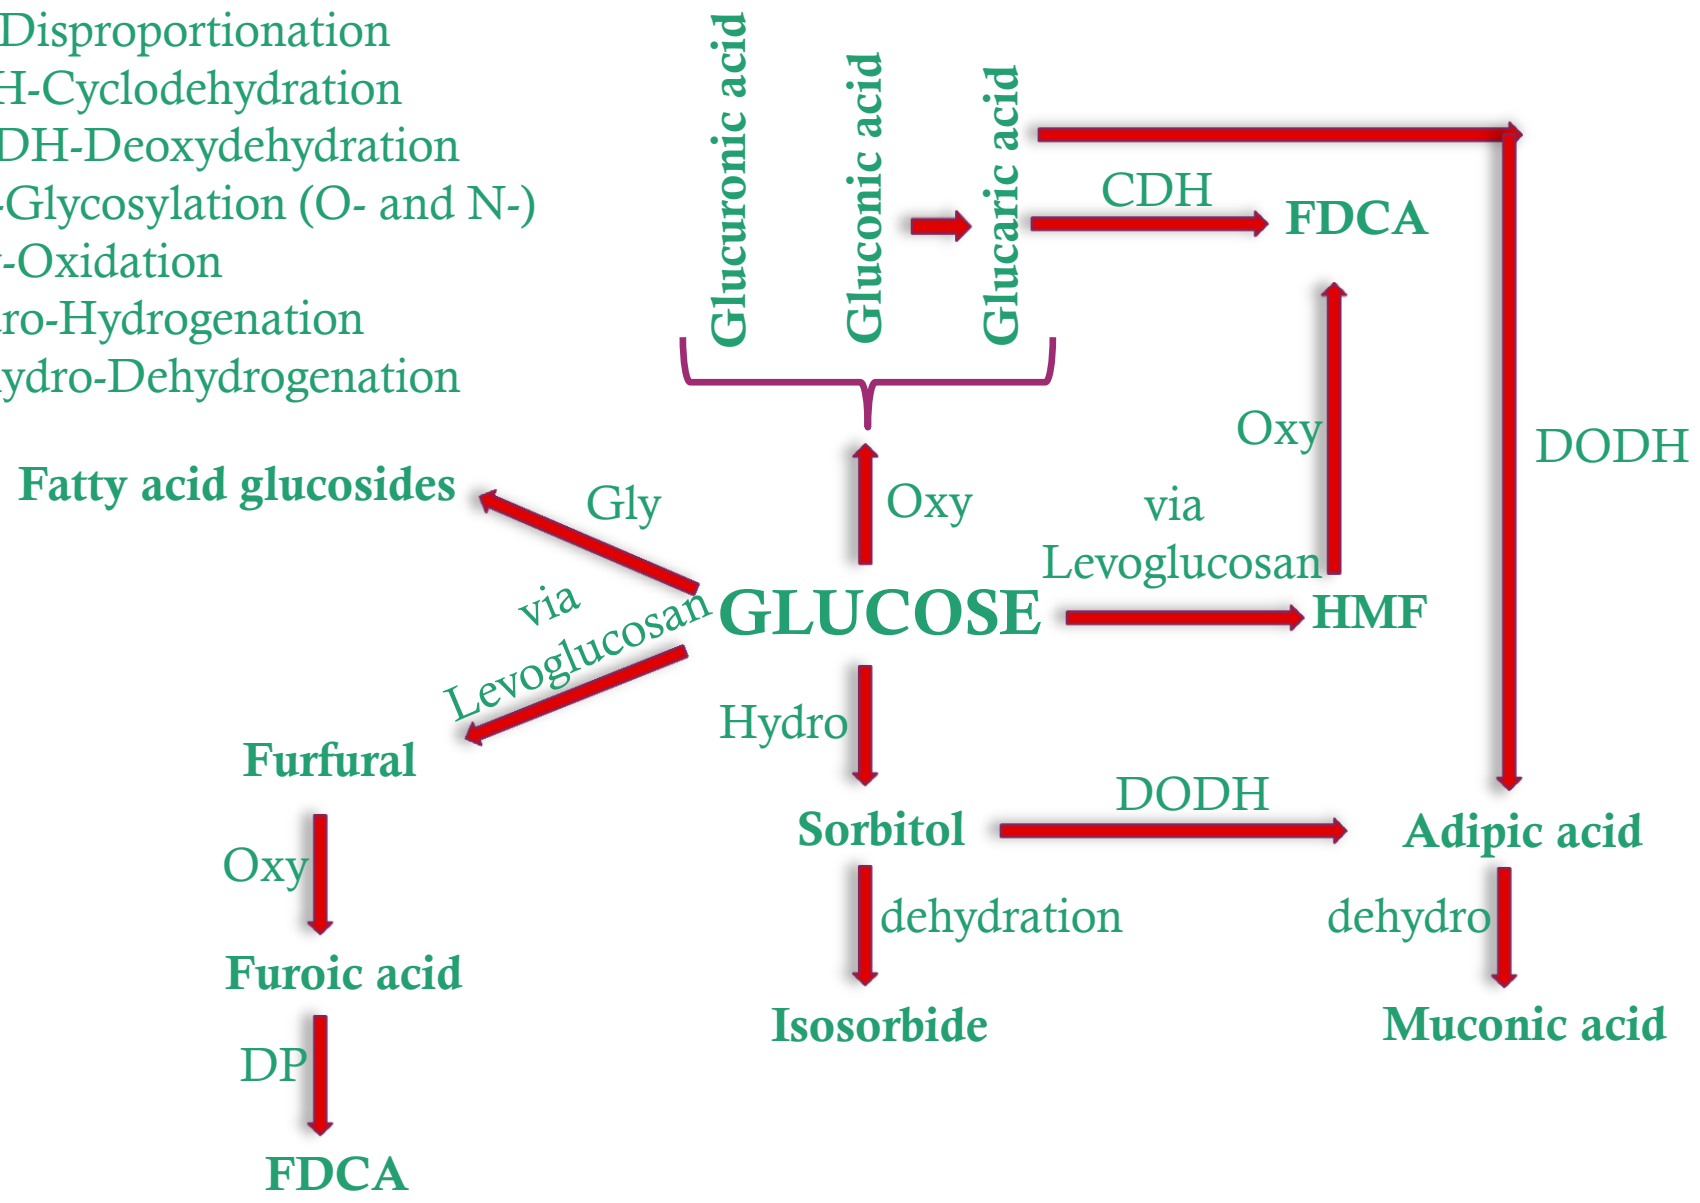 Disproportionation
H-Cyclodehydration
DH-Deoxydehydration
-Glycosylation (O- and N-)
-Oxidation
ro-Hydrogenation
ydro-Dehydrogenation
Glucuronic acid
Gluconic acid
Glucaric acid
CDH
FDCA
Oxy
DODH
Fatty acid glucosides
Gly
Oxy
via
Levoglucosan
via
Levoglucosan
GLUCOSE
HMF
Hydro
Furfural
DODH
Sorbitol
Adipic acid
Oxy
dehydration
dehydro
Furoic acid
Isosorbide
Muconic acid
DP
FDCA